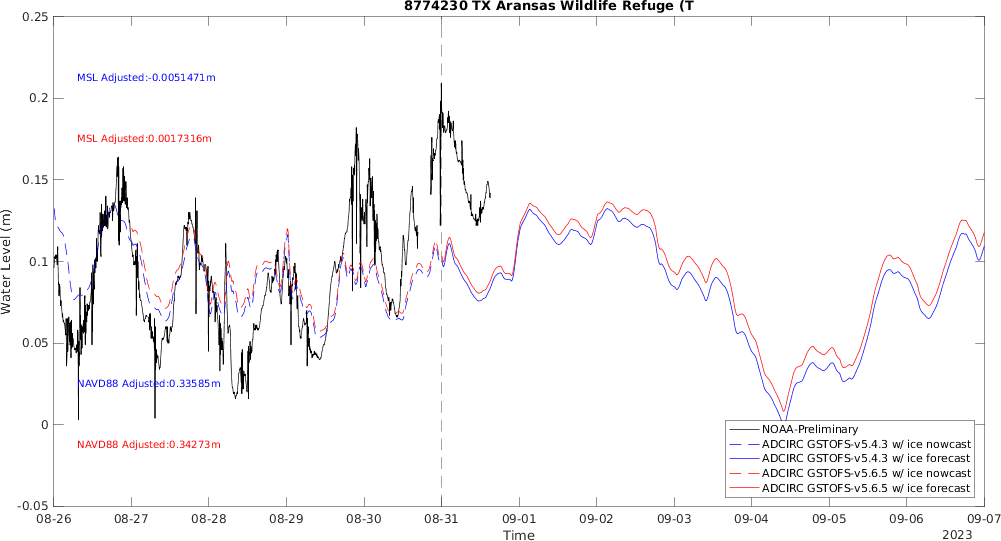 8774230 TX Aransas Wildlife Refuge (T
0.25
0.2
0.15
0.1
0.05
0
-0.05
Water Level (m)
MSL Adjusted:-0.0051471m
MSL Adjusted:0.0017316m
NAVD88 Adjusted:0.33585m
NAVD88 Adjusted:0.34273m
NOAA-Preliminary
ADCIRC GSTOFS-v5.4.3 w/ ice nowcast
ADCIRC GSTOFS-v5.4.3 w/ ice forecast
ADCIRC GSTOFS-v5.6.5 w/ ice nowcast
ADCIRC GSTOFS-v5.6.5 w/ ice forecast
08-26 08-27 08-28 08-29 08-30 08-31 09-01 09-02 09-03 09-04 09-05 09-06 09-07
Time
2023